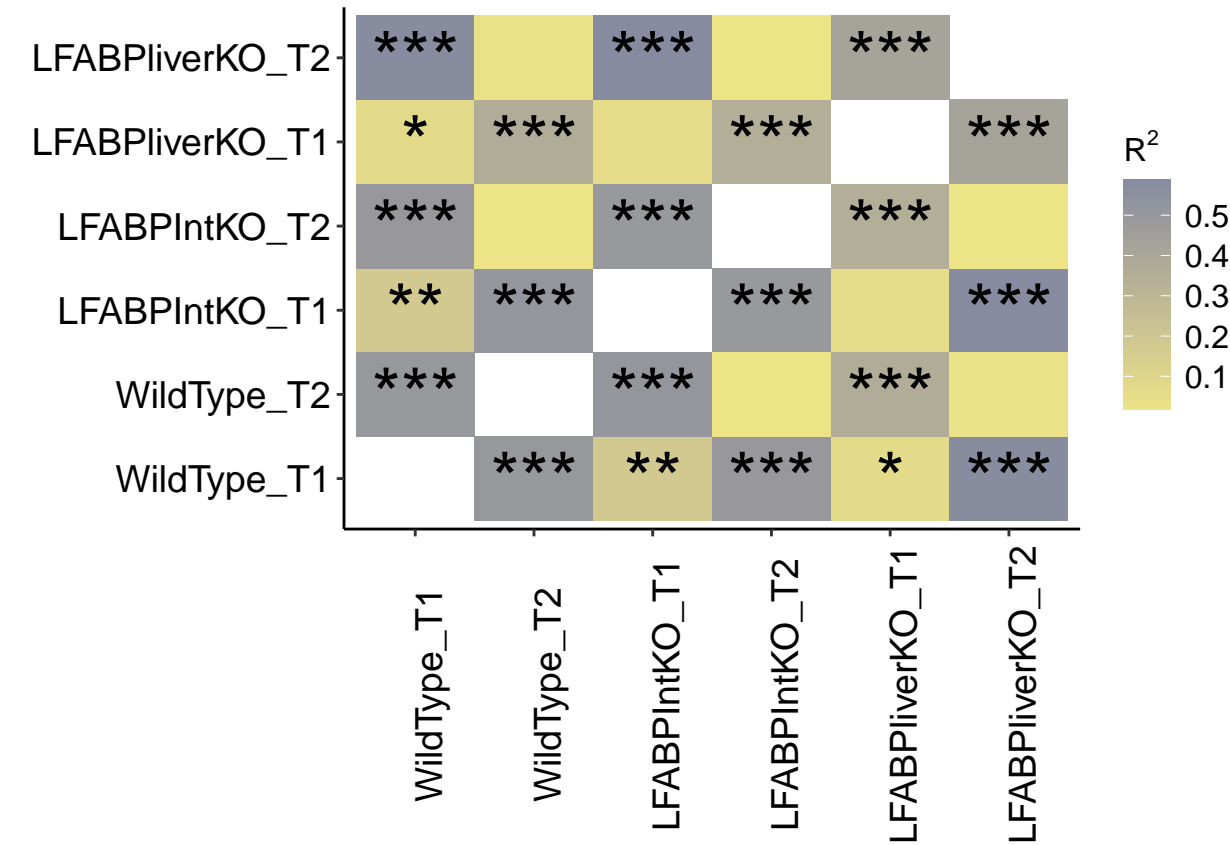 LFABPliverKO_T2
*** *** ***
LFABPliverKO_T1
* *** *** ***
LFABPIntKO_T2
*** *** ***
LFABPIntKO_T1
** *** *** ***
WildType_T2
*** *** ***
WildType_T1
*** ** *** * ***
WildType_T1
WildType_T2
LFABPIntKO_T1
LFABPIntKO_T2
LFABPliverKO_T1
LFABPliverKO_T2
R²
0.5
0.4
0.3
0.2
0.1